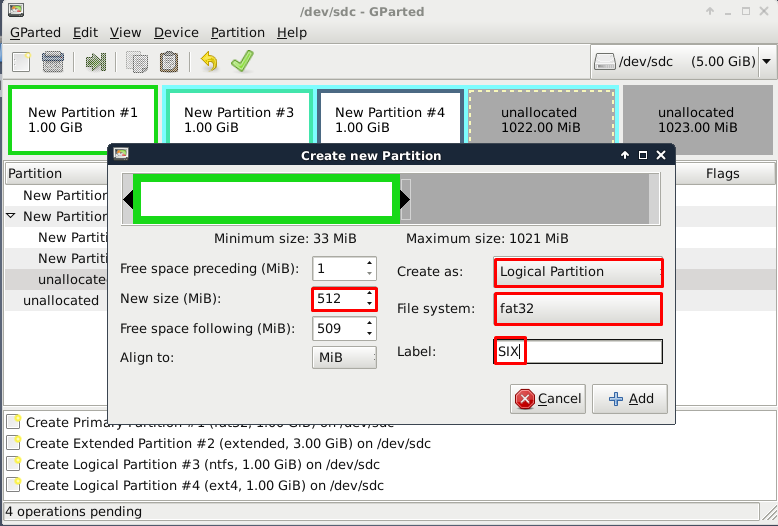 /dev/sdc - GParted
GParted Edit View Device Partition Help
/dev/sdc (5.00 GiB)
New Partition #1
1.00 GiB
New Partition #3
1.00 GiB
New Partition #4
1.00 GiB
unallocated
1022.00 MiB
unallocated
1023.00 MiB
Partition
Flags
New Partition
New Partition
New Partition
New Partition
unallocated
unallocated
Create new Partition
Minimum size: 33 MiB
Maximum size: 1021 MiB
Free space preceding (MiB): 1
New size (MiB): 512
Free space following (MiB): 509
Align to: MiB
Create as: Logical Partition
File system: fat32
Label: SIX
Cancel
Add
Create Primary Partition #1 (fat32, 1.00 GiB) on /dev/sdc
Create Extended Partition #2 (extended, 3.00 GiB) on /dev/sdc
Create Logical Partition #3 (ntfs, 1.00 GiB) on /dev/sdc
Create Logical Partition #4 (ext4, 1.00 GiB) on /dev/sdc
4 operations pending